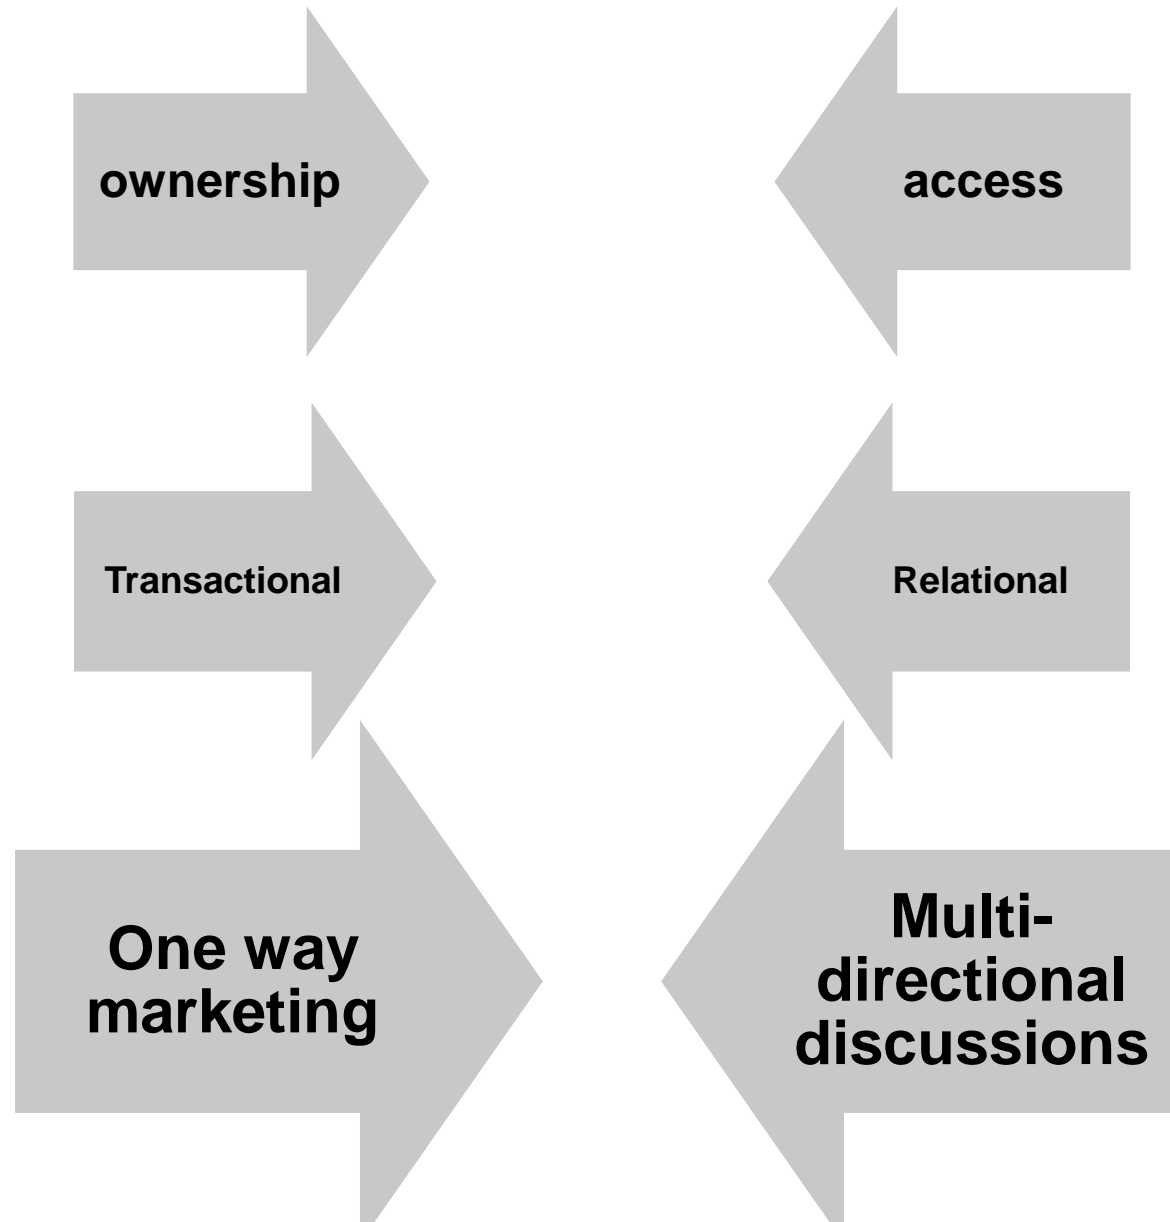 ownership
access
Transactional
Relational
One way
marketing
Multi-
directional
discussions